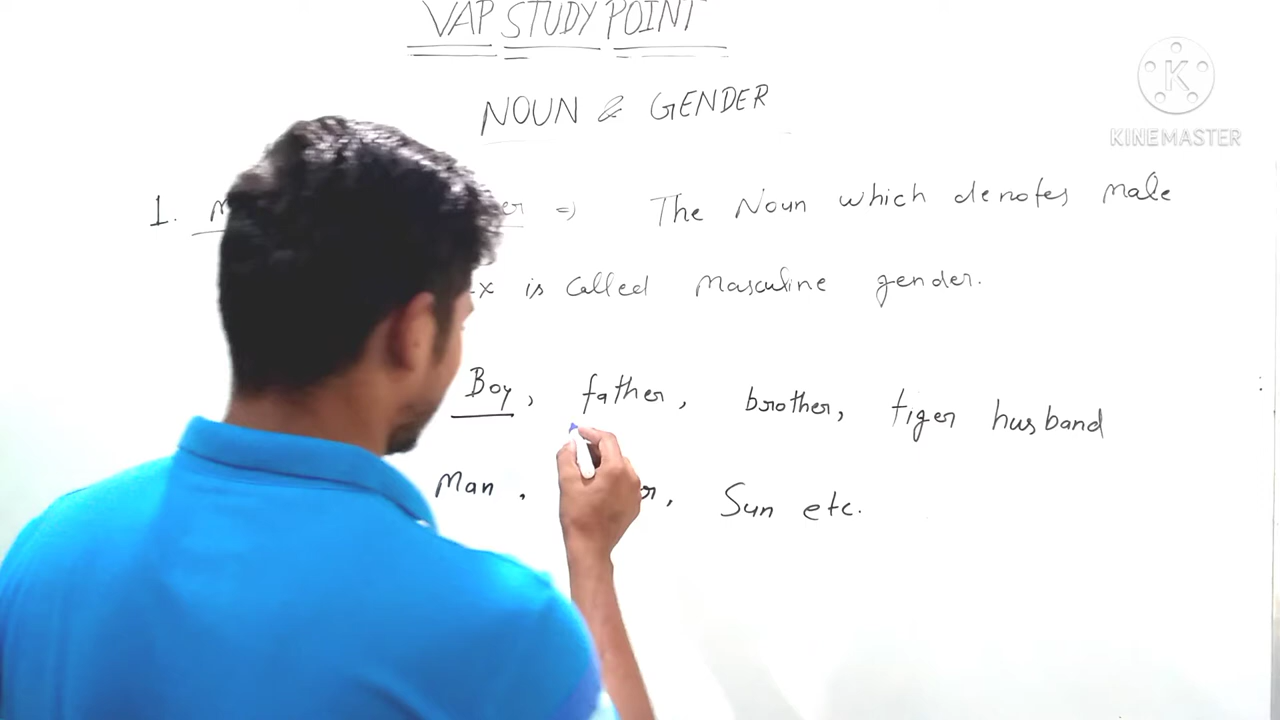 VAP STUDY POINT
NOUN & GENDER
KINEMASTER
1. => The Noun which denotes male
is called masculine gender.
Boy, father, brother, tiger husband
Man, Sun etc.